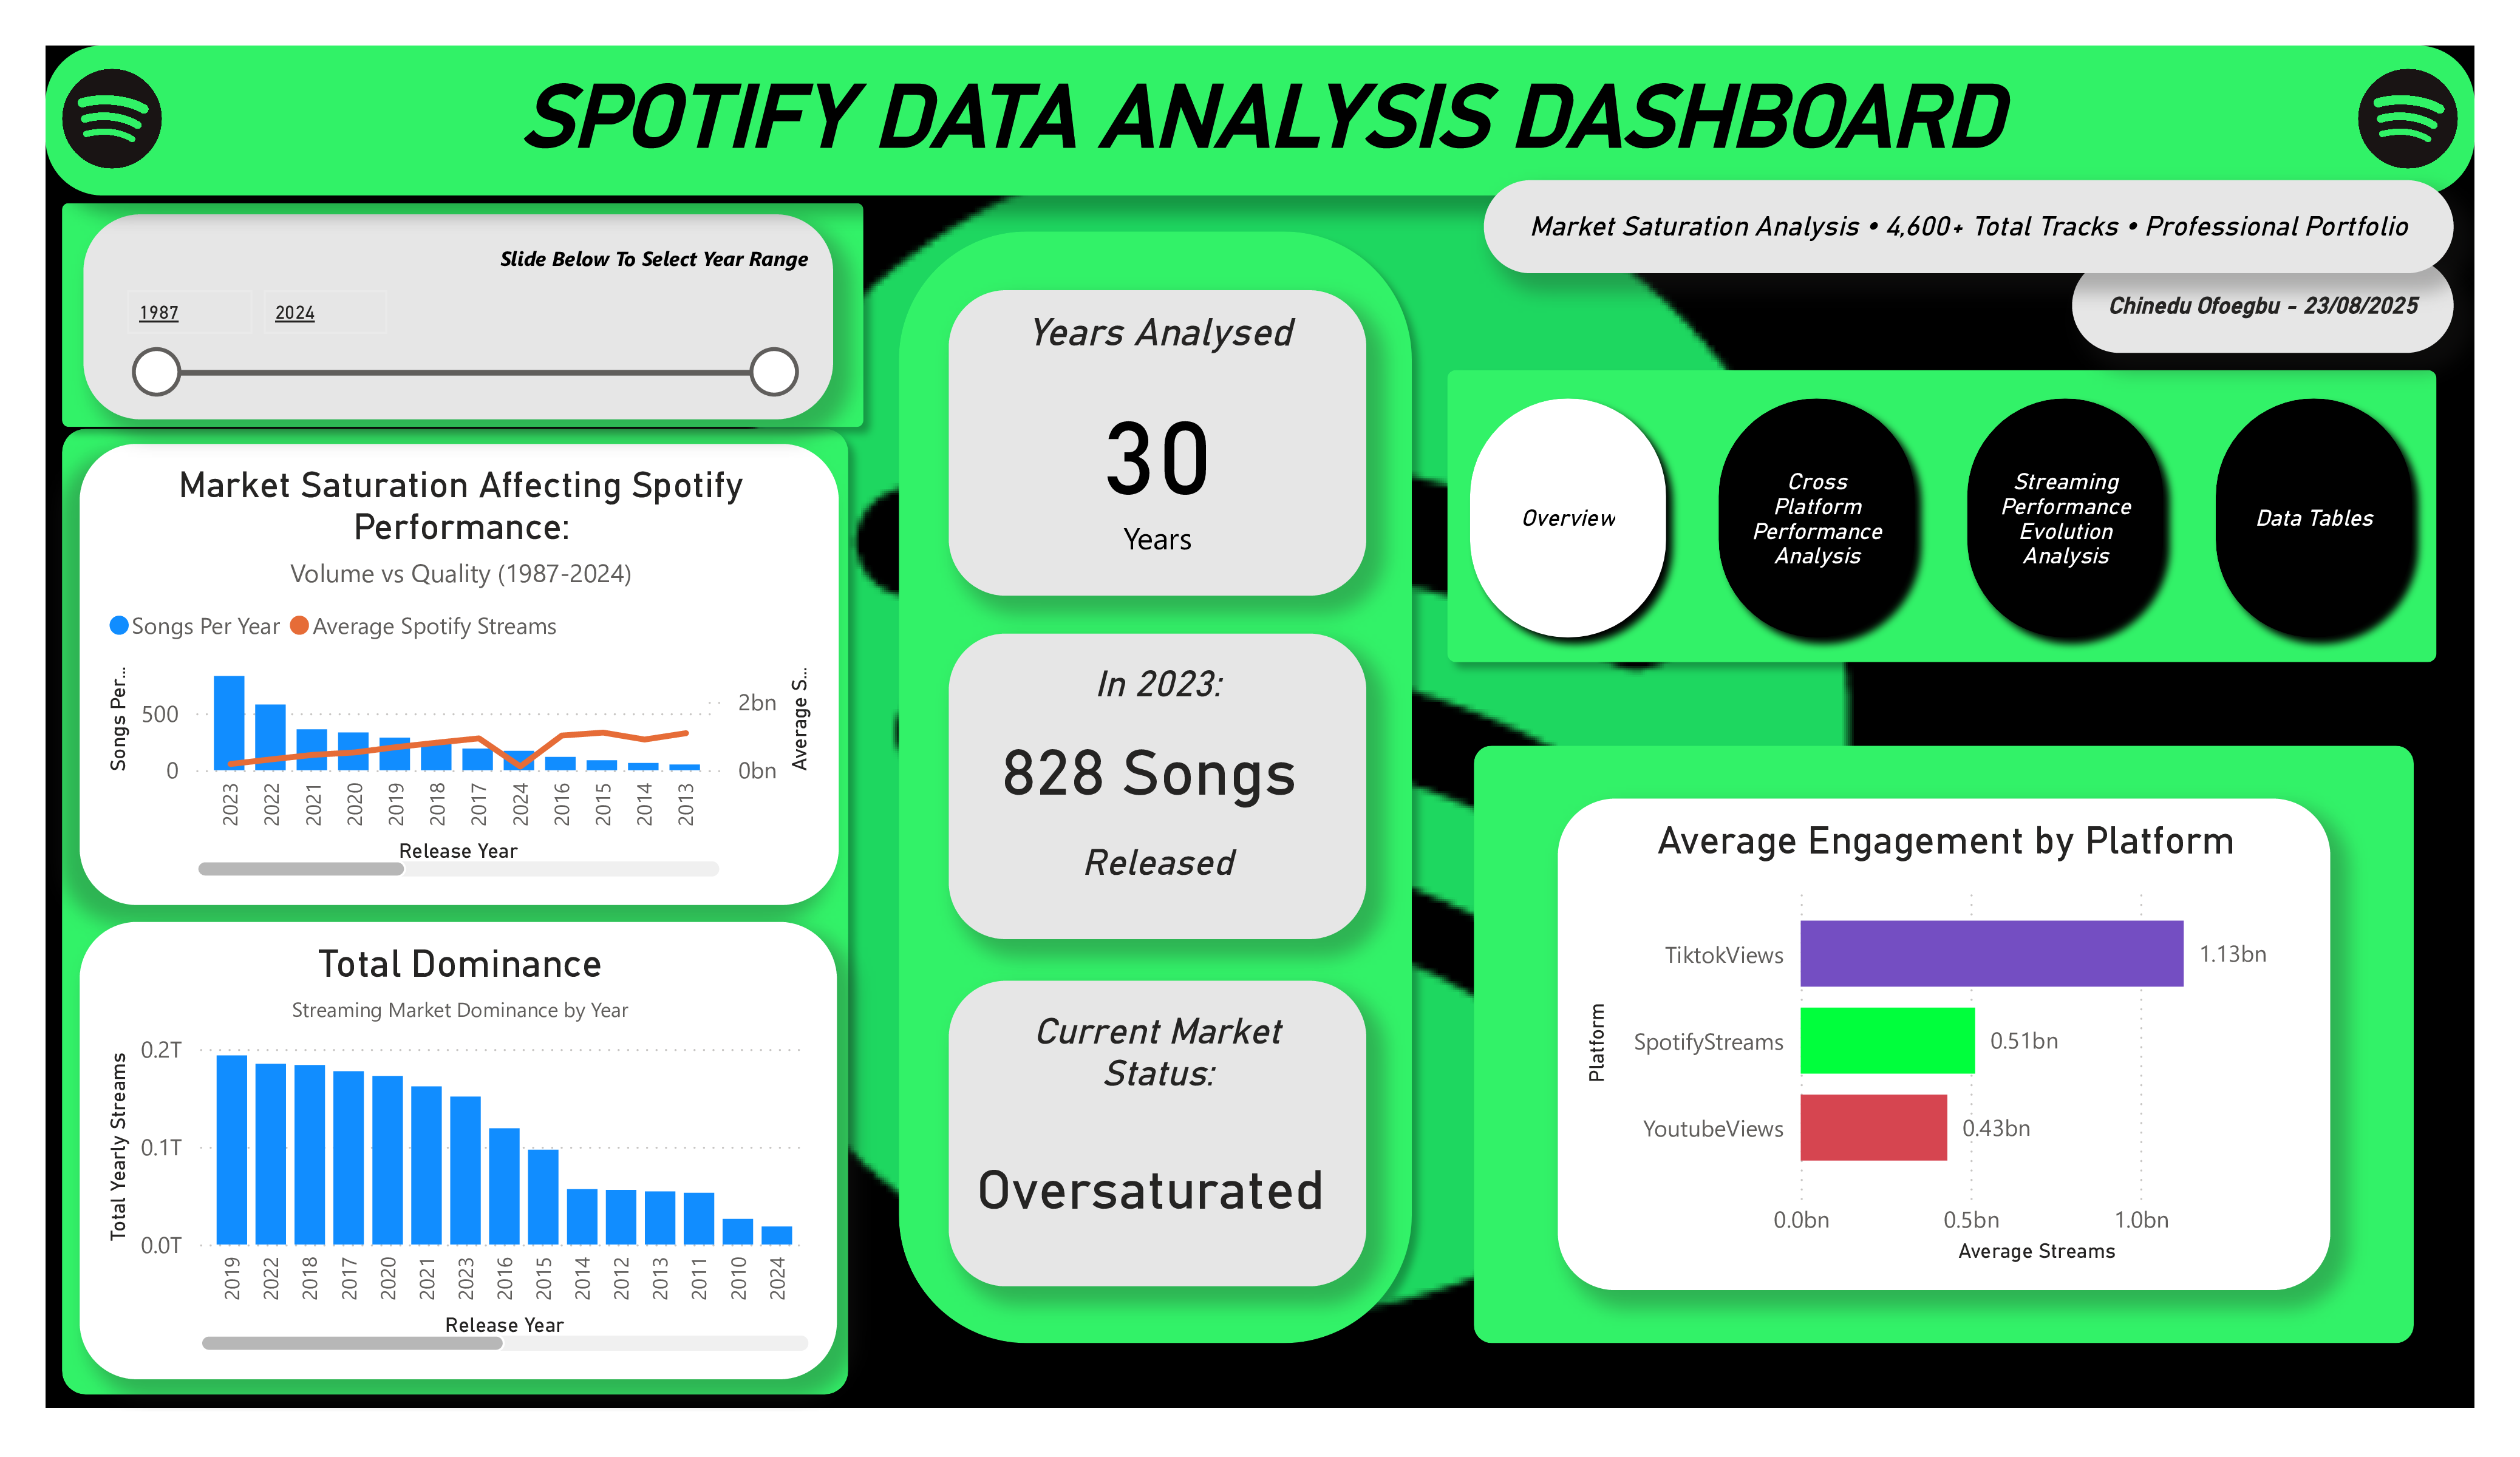 SPOTIFY DATA ANALYSIS DASHBOARD
Market Saturation Analysis • 4,600+ Total Tracks • Professional Portfolio
Chinedu Ofoegbu - 23/08/2025
Slide Below To Select Year Range
1987
2024
Market Saturation Affecting Spotify
Performance:
Volume vs Quality (1987-2024)
Songs Per Year
Average Spotify Streams
Songs Per...
500
0
2bn
0bn
Average S...
2023
2022
2021
2020
2019
2018
2017
2024
2016
2015
2014
2013
Release Year
Total Dominance
Streaming Market Dominance by Year
Total Yearly Streams
0.2T
0.1T
0.0T
2019
2022
2018
2017
2020
2021
2023
2016
2015
2014
2012
2013
2011
2010
2024
Release Year
Years Analysed
30
Years
In 2023:
828 Songs
Released
Current Market
Status:
Oversaturated
Overview
Cross
Platform
Performance
Analysis
Streaming
Performance
Evolution
Analysis
Data Tables
Average Engagement by Platform
Platform
TiktokViews
1.13bn
SpotifyStreams
0.51bn
YoutubeViews
0.43bn
0.0bn
0.5bn
1.0bn
Average Streams